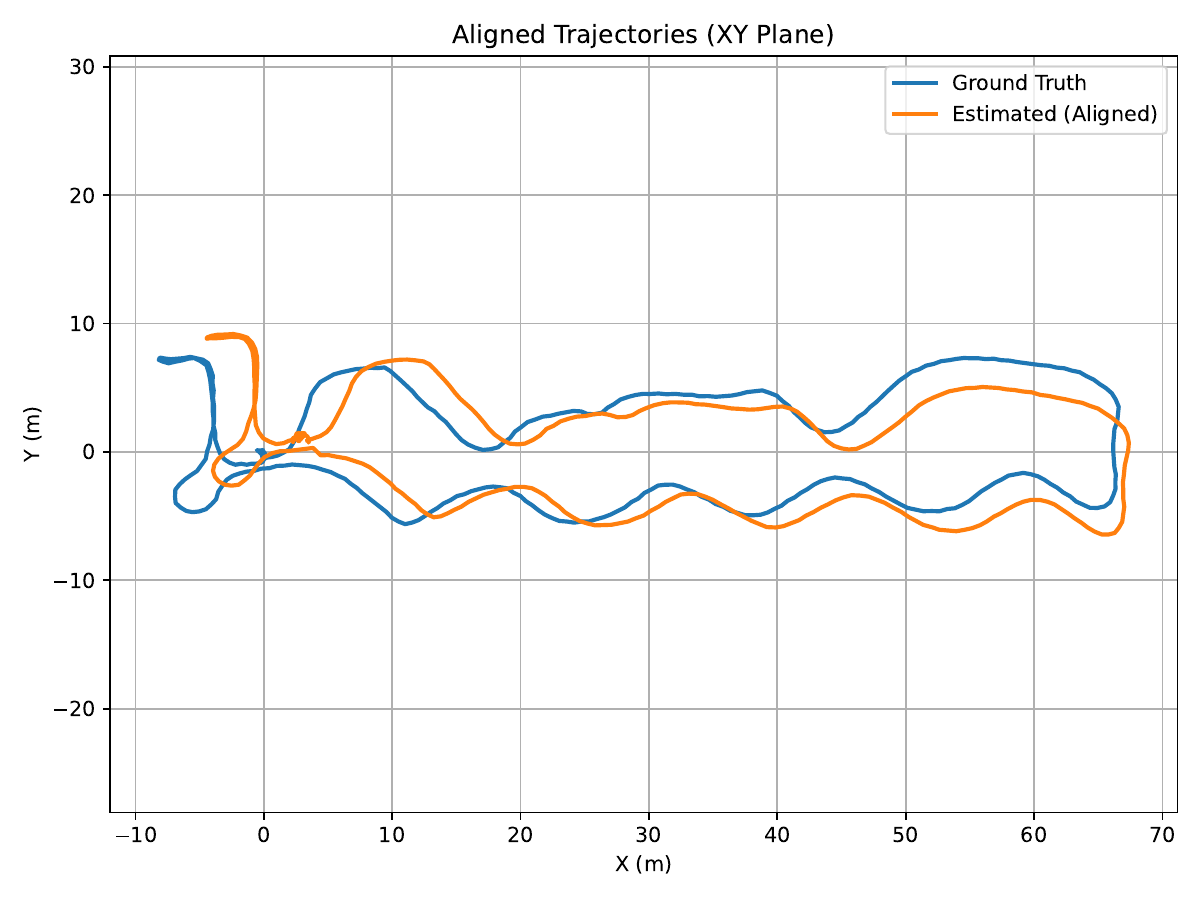 Aligned Trajectories (XY Plane)
Ground Truth
Estimated (Aligned)
30
20
10
0
−10
−20
Y (m)
−10 0 10 20 30 40 50 60 70
X (m)